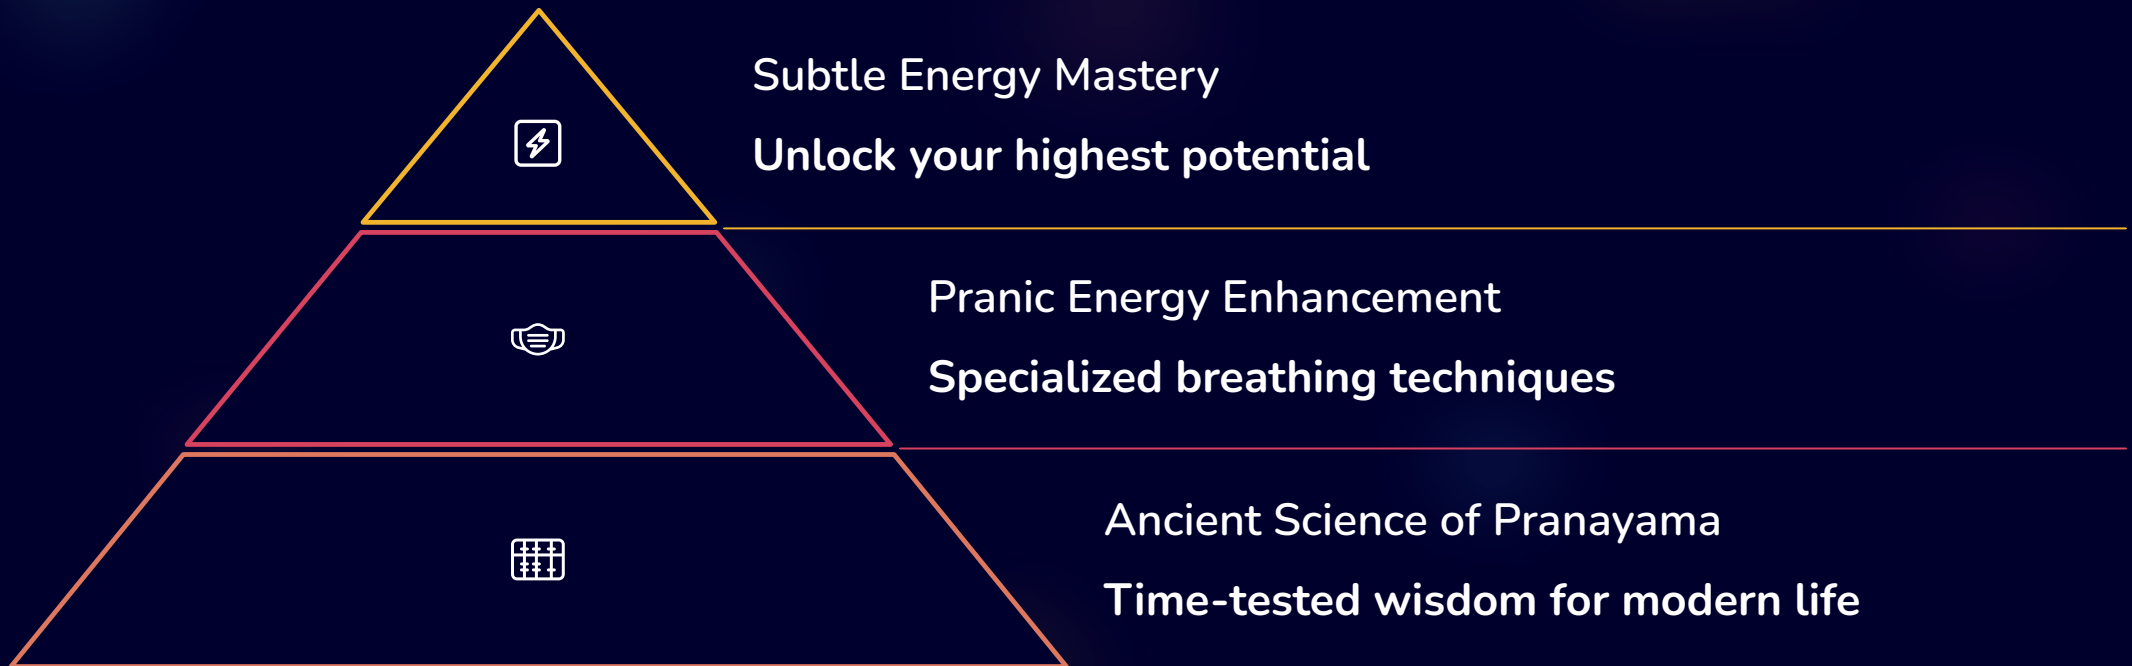 Subtle Energy Mastery
Unlock your highest potential
Pranic Energy Enhancement
Specialized breathing techniques
Ancient Science of Pranayama
Time-tested wisdom for modern life